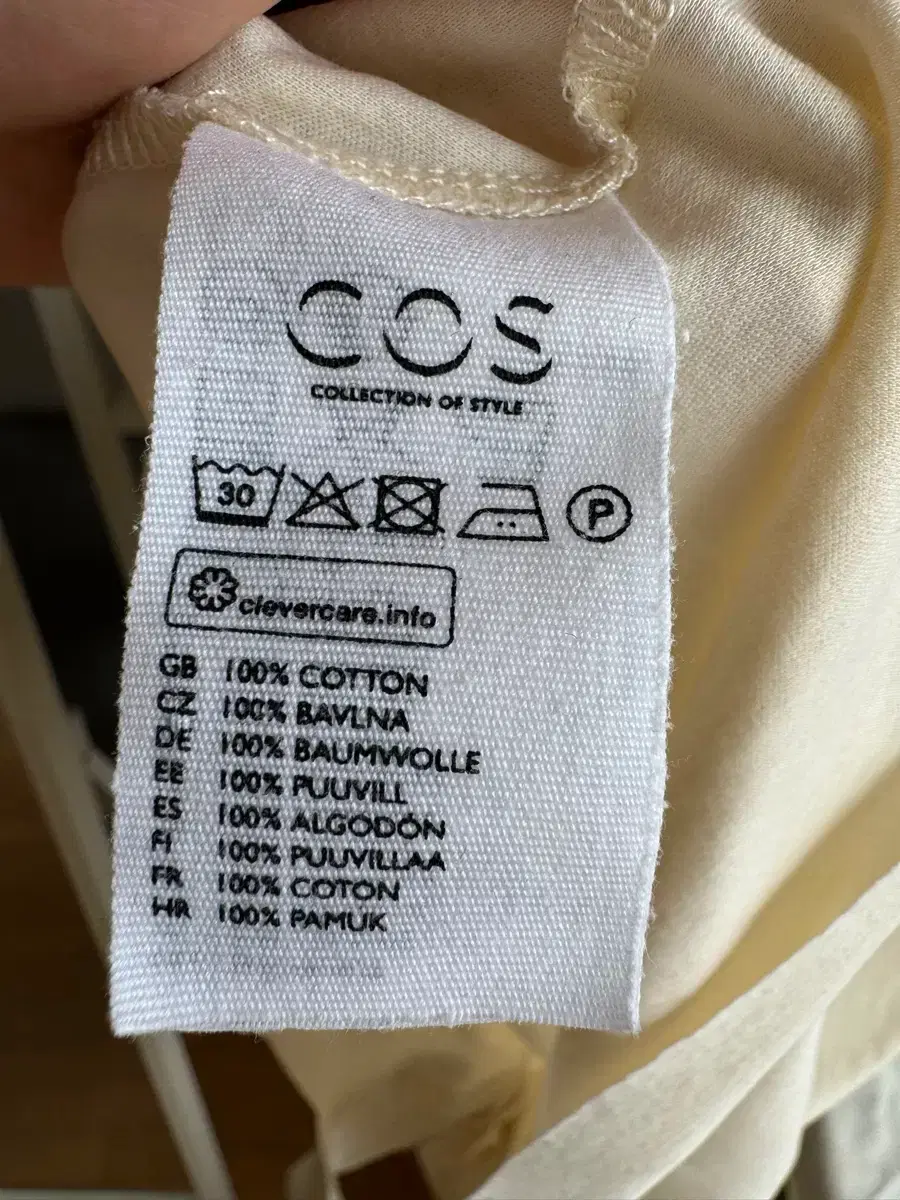 COS
COLLECTION OF STYLE
30 P
clevercare.info
GB 100% COTTON
CZ 100% BAVLNA
DE 100% BAUMWOLLE
EE 100% PUUVILL
ES 100% ALGODÓN
FI 100% PUUVILLAA
FR 100% COTON
HR 100% PAMUK